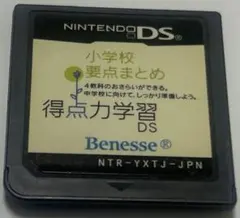 NINTENDO DS
小学校
要点まとめ
4教科のおさらいができる。
中学校に向けて、しっかり準備しよう。
得点力学習
DS
Benesse®
NTR-YXTJ-JPN